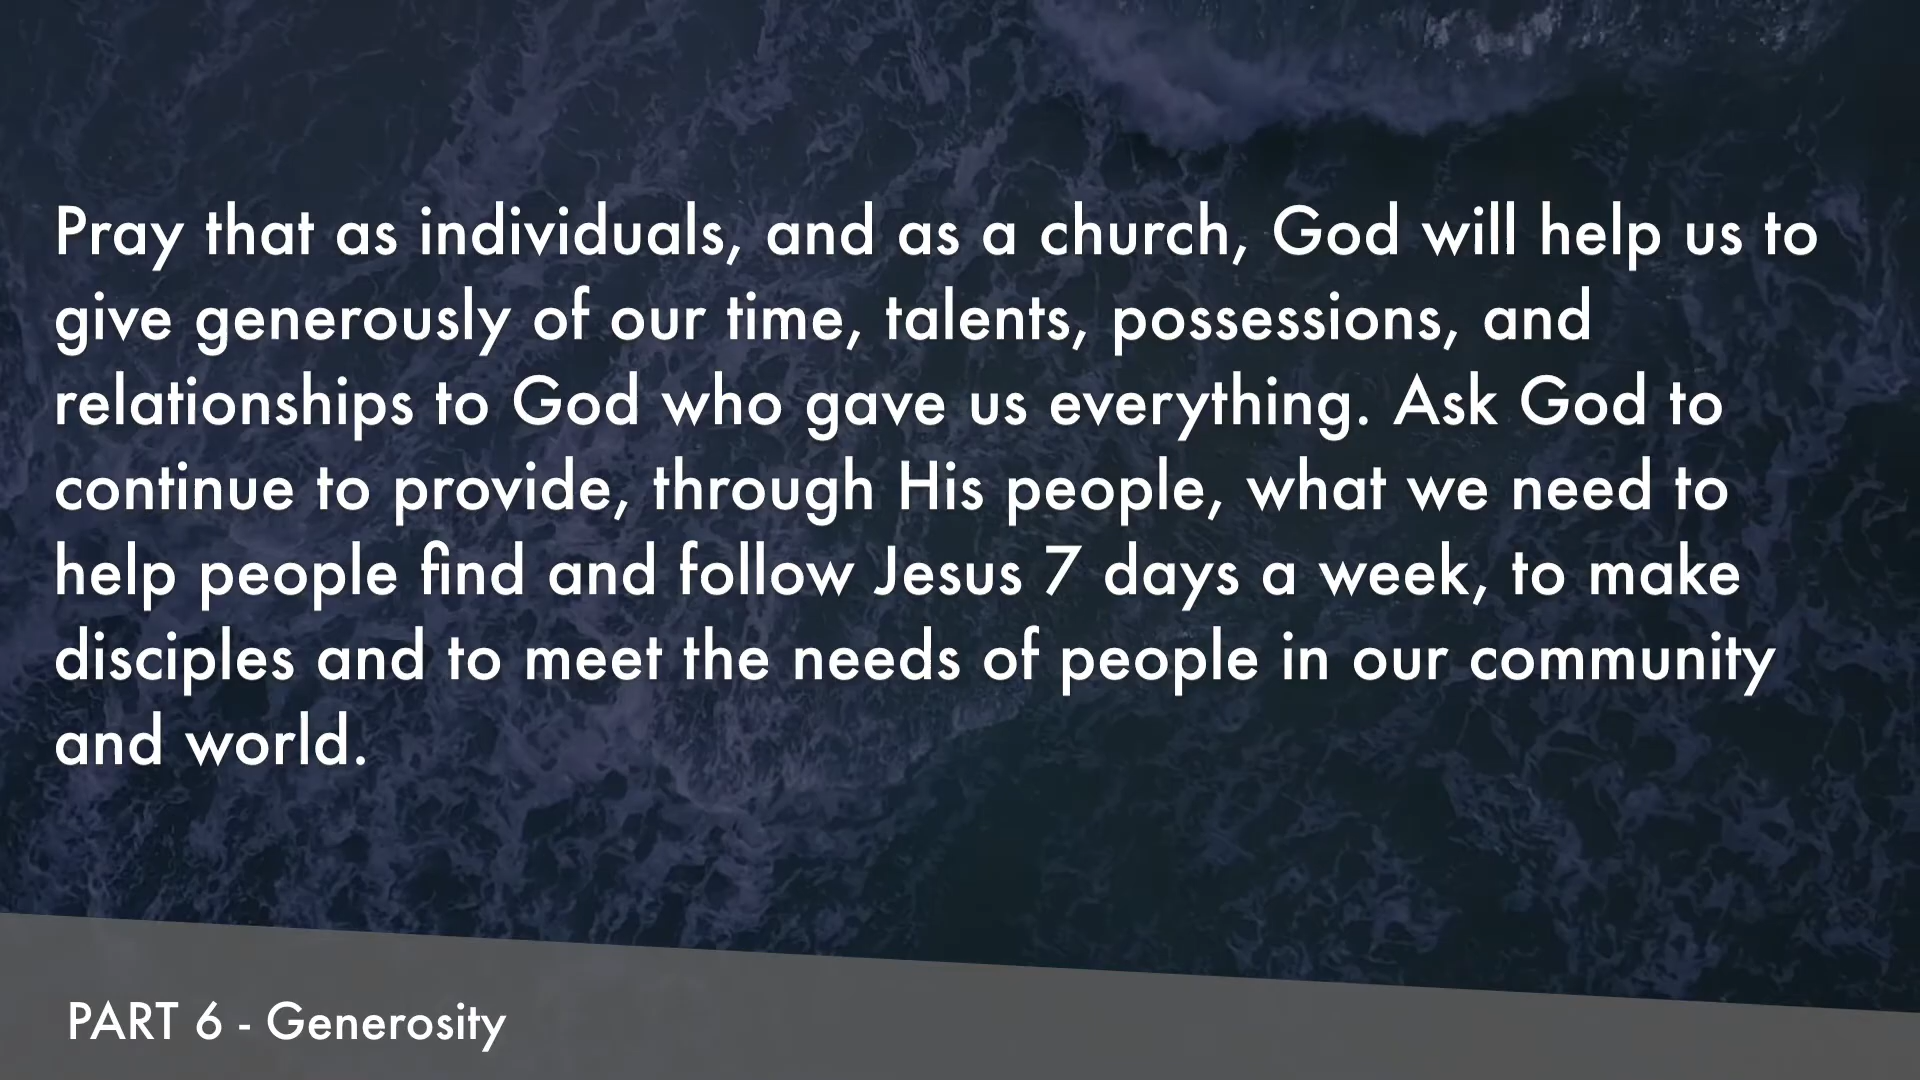 Pray that as individuals, and as a church, God will help us to
give generously of our time, talents, possessions, and
relationships to God who gave us everything. Ask God to
continue to provide, through His people, what we need to
help people find and follow Jesus 7 days a week, to make
disciples and to meet the needs of people in our community
and world.
PART 6 - Generosity